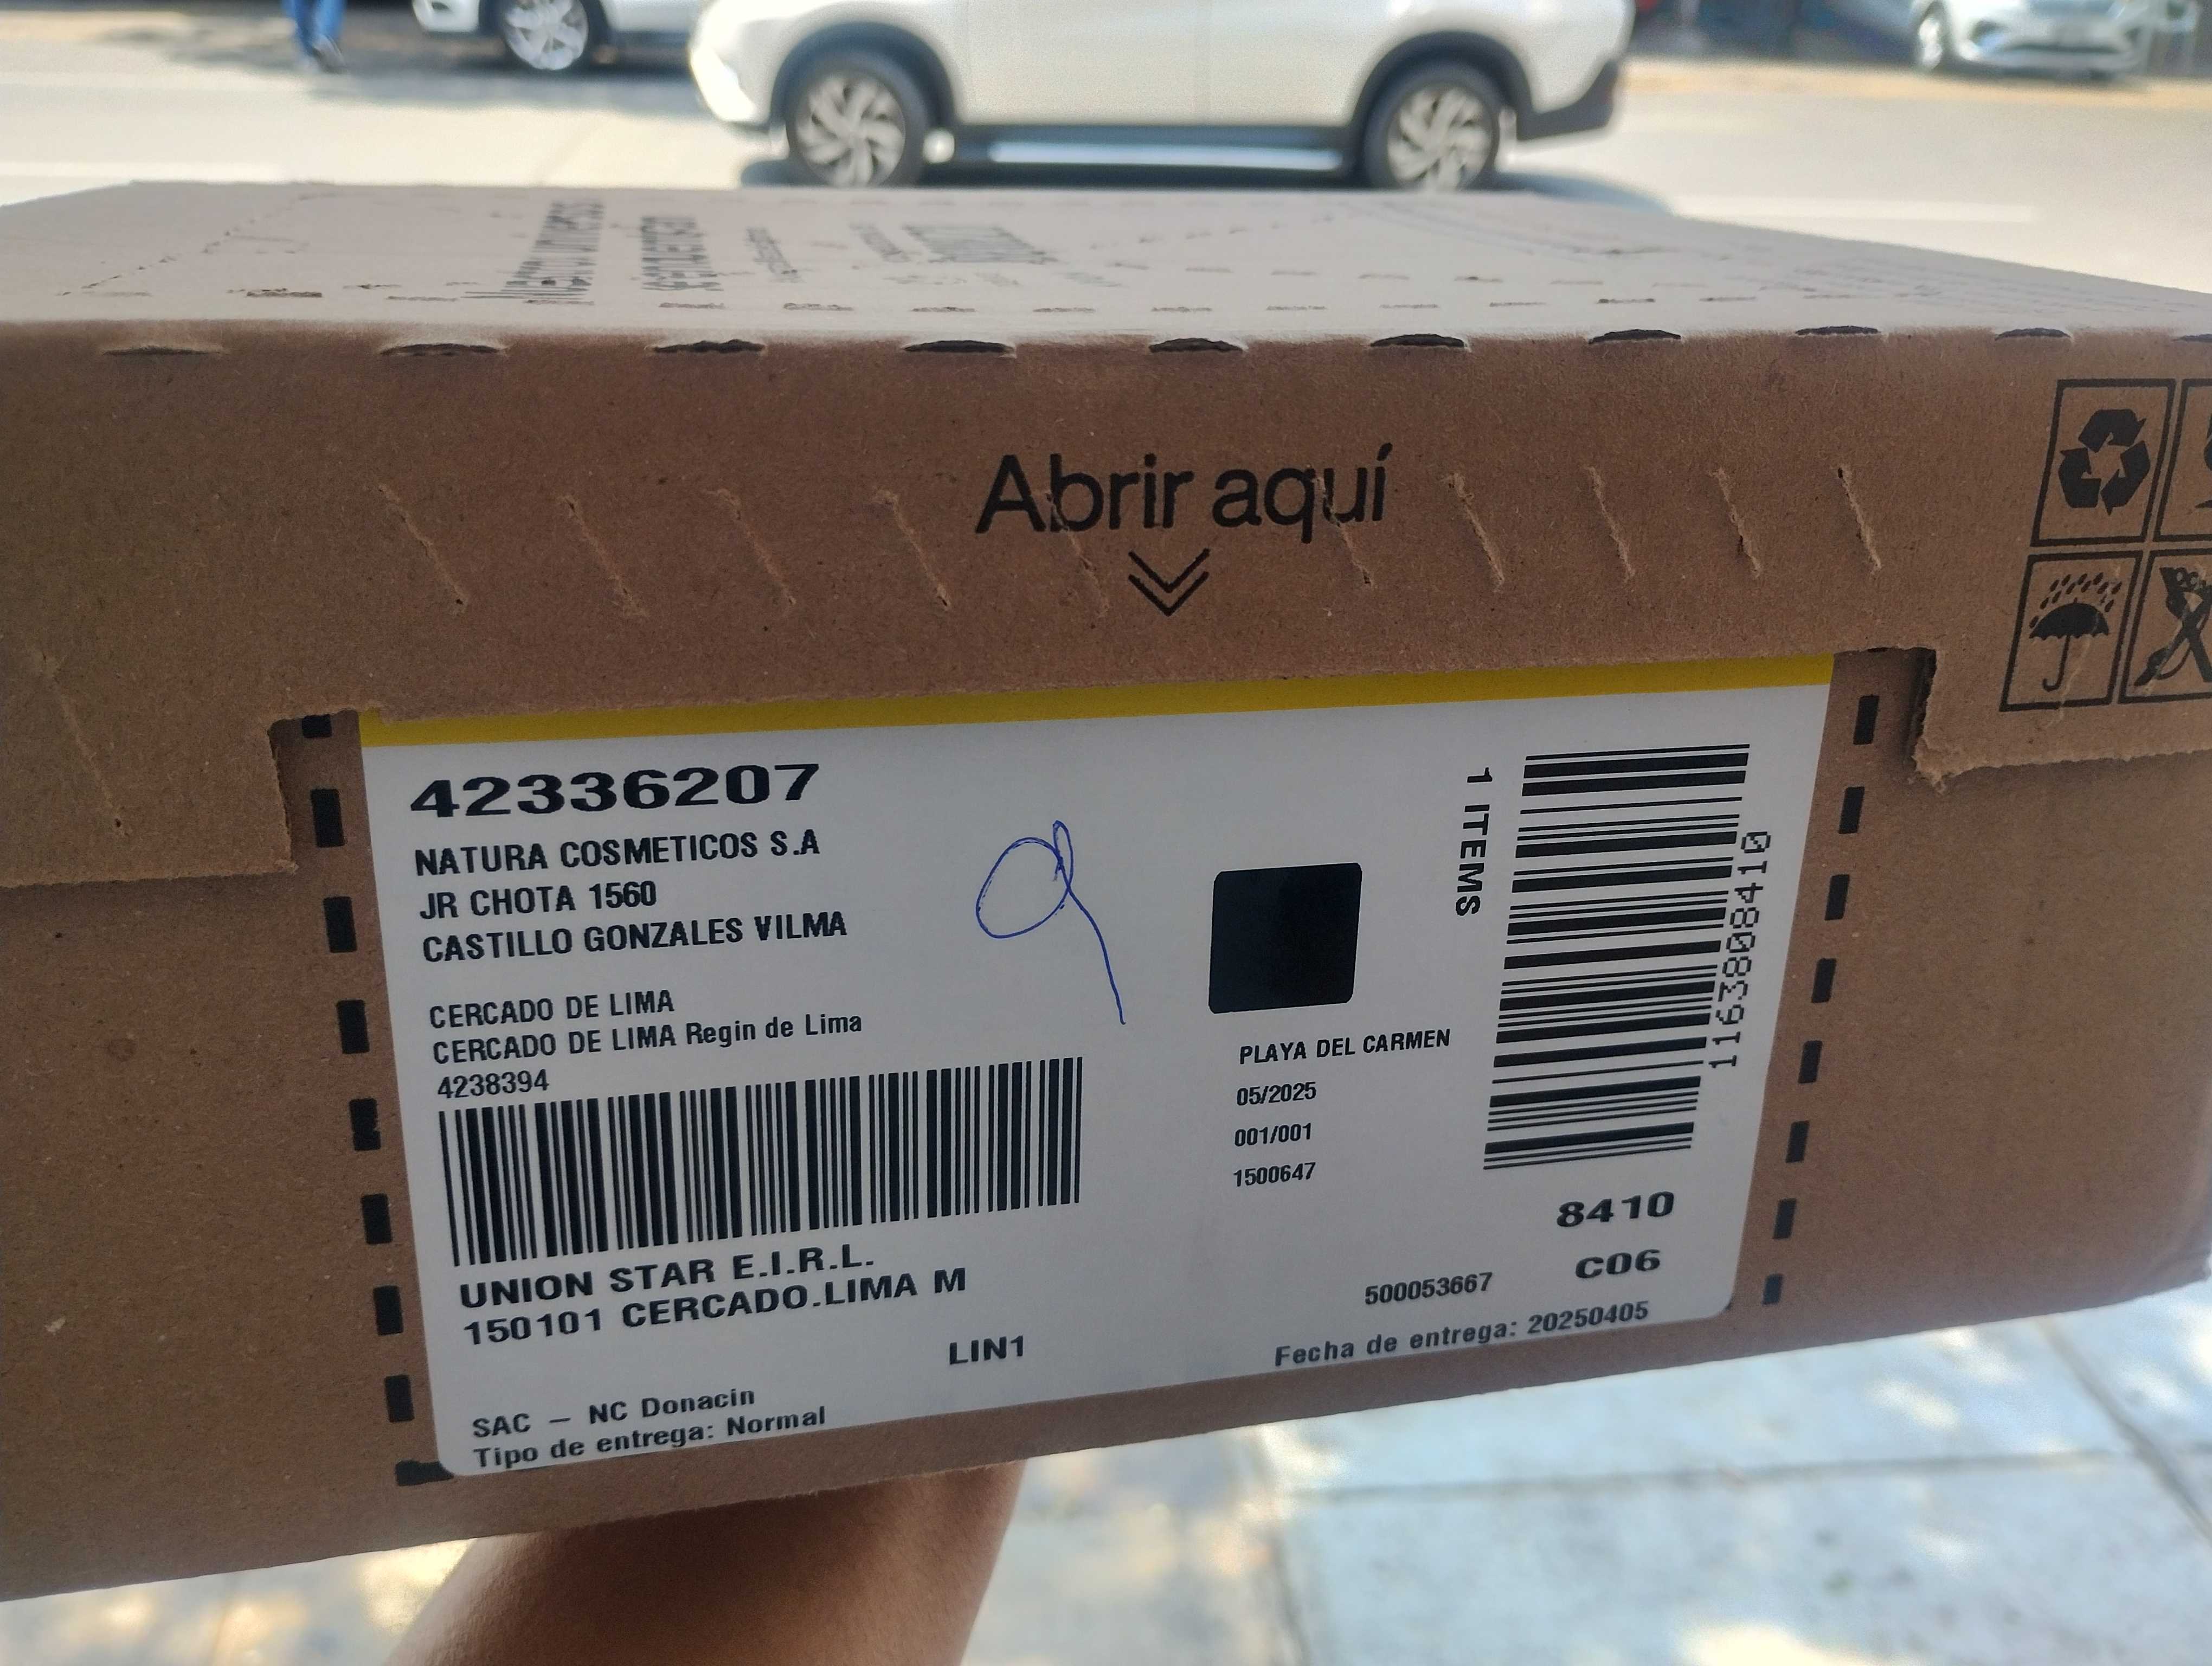 Abrir aquí
42336207
NATURA COSMETICOS S.A
JR CHOTA 1560
CASTILLO GONZALES VILMA
CERCADO DE LIMA
CERCADO DE LIMA Regin de Lima
4238394
UNION STAR E.I.R.L.
150101 CERCADO.LIMA M
LIN1
SAC – NC Donacin
Tipo de entrega: Normal
PLAYA DEL CARMEN
05/2025
001/001
1500647
1 ITEMS
1163808410
8410
C06
500053667
Fecha de entrega: 20250405